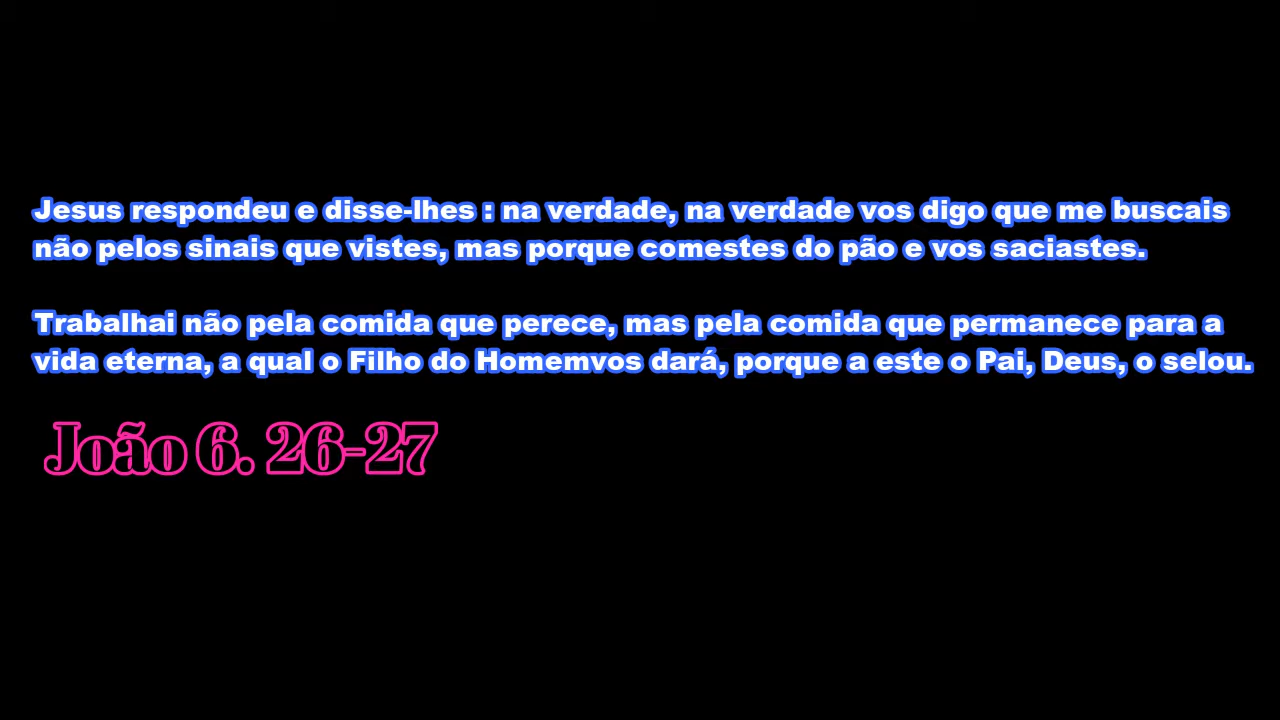 Jesus respondeu e disse-lhes : na verdade, na verdade vos digo que me buscais
não pelos sinais que vistes, mas porque comestes do pão e vos saciastes.
Trabalhai não pela comida que perece, mas pela comida que permanece para a
vida eterna, a qual o Filho do Homemvos dará, porque a este o Pai, Deus, o selou.
João 6. 26-27